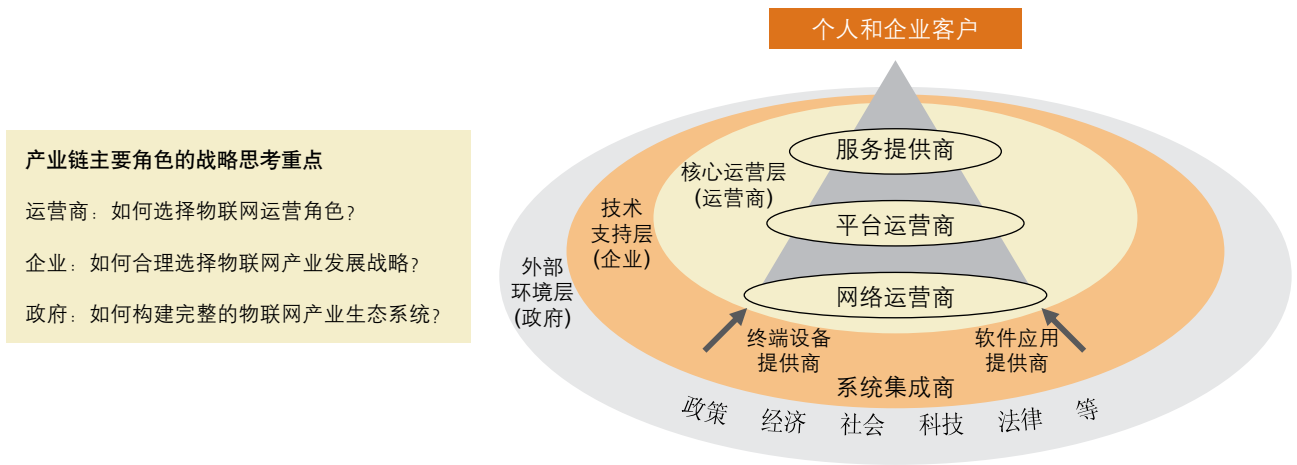 个人和企业客户
产业链主要角色的战略思考重点
运营商：如何选择物联网运营角色？
企业：如何合理选择物联网产业发展战略？
政府：如何构建完整的物联网产业生态系统？
服务提供商
核心运营层
(运营商)
平台运营商
技术
支持层
(企业)
外部
环境层
(政府)
网络运营商
终端设备
提供商
软件应用
提供商
系统集成商
政策 经济 社会 科技 法律 等